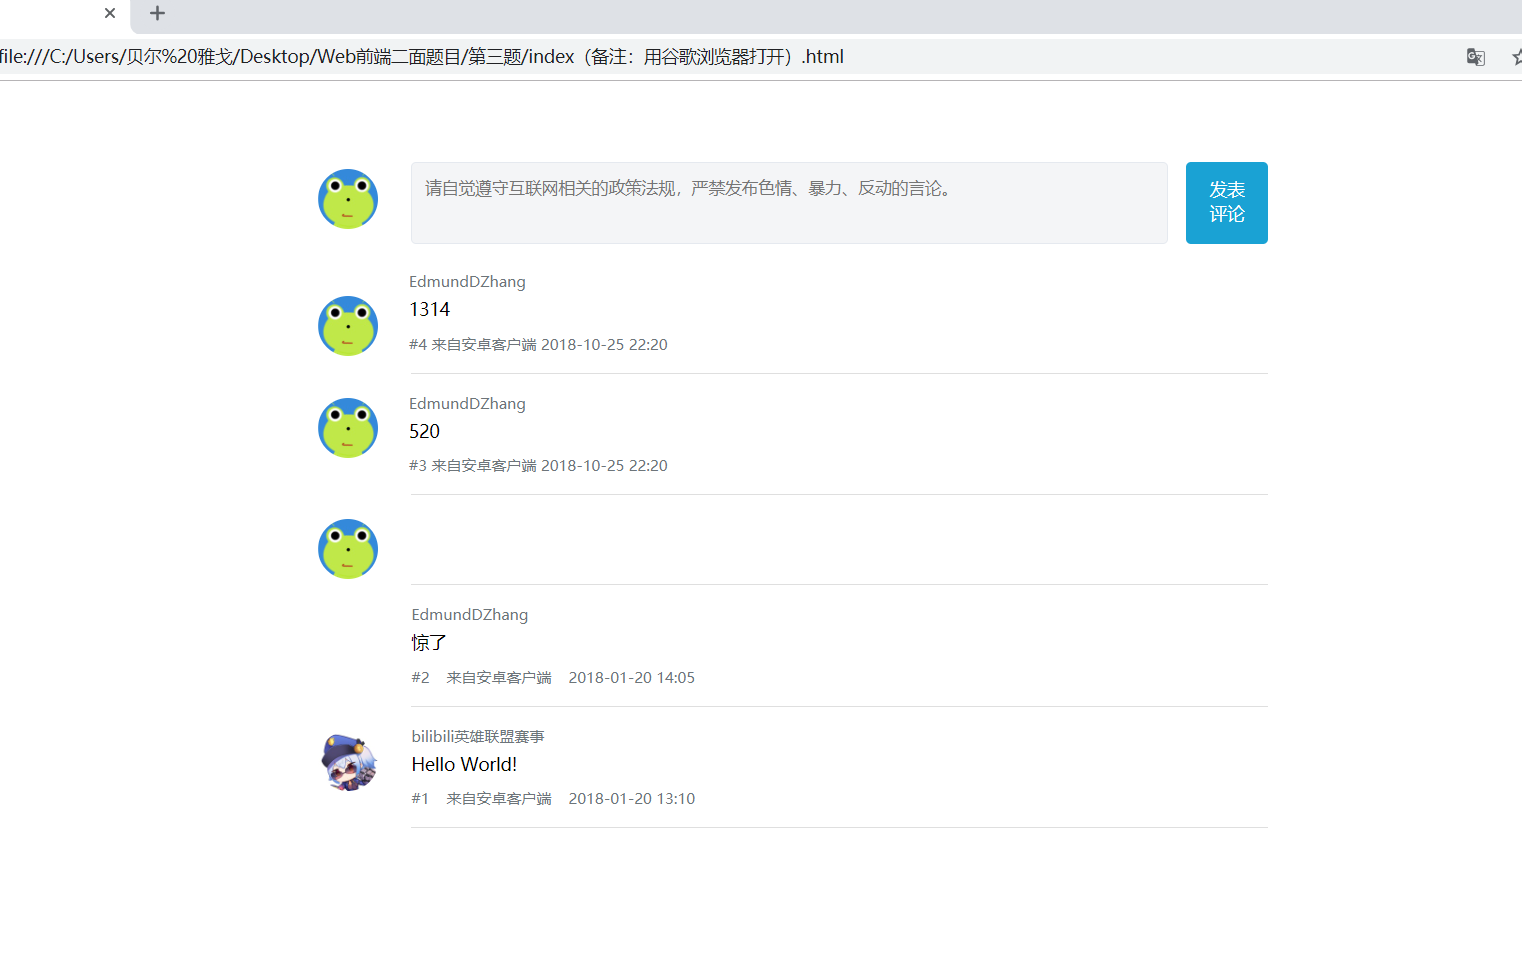 file:///C:/Users/贝尔%20雅戈/Desktop/Web前端二面题目/第三题/index（备注：用谷歌浏览器打开）.html
请自觉遵守互联网相关的政策法规，严禁发布色情、暴力、反动的言论。
发表
评论
EdmundDZhang
1314
#4 来自安卓客户端 2018-10-25 22:20
EdmundDZhang
520
#3 来自安卓客户端 2018-10-25 22:20
EdmundDZhang
惊了
#2 来自安卓客户端 2018-01-20 14:05
bilibili英雄联盟赛事
Hello World!
#1 来自安卓客户端 2018-01-20 13:10